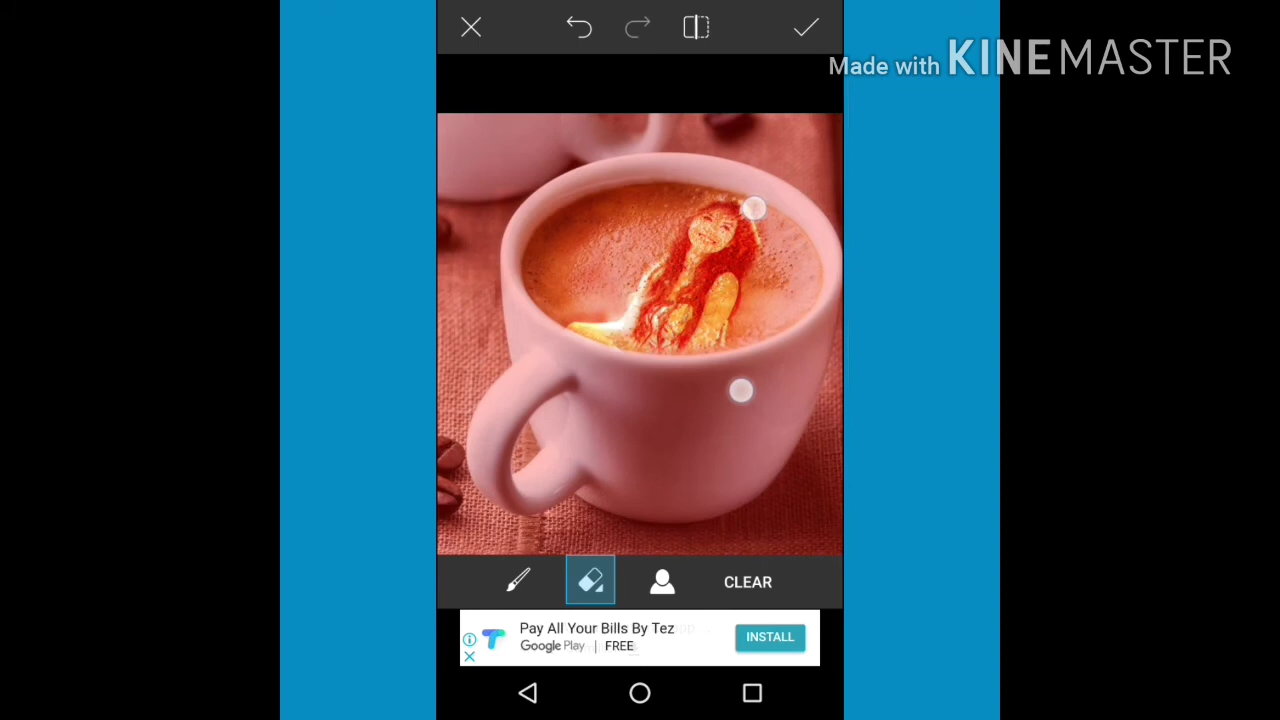 Made with KINEMASTER
CLEAR
Pay All Your Bills By Tez
Google Play | FREE
INSTALL